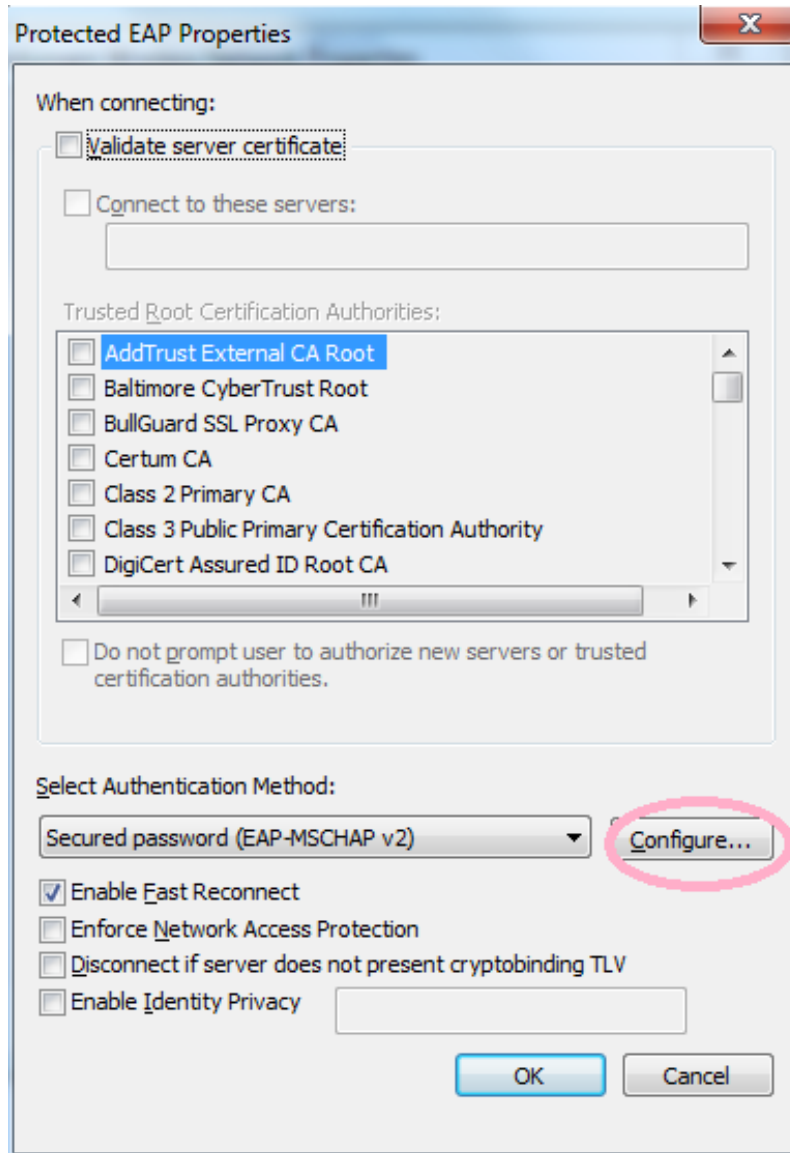 Protected EAP Properties
When connecting:
Validate server certificate
Connect to these servers:
Trusted Root Certification Authorities:
AddTrust External CA Root
Baltimore CyberTrust Root
BullGuard SSL Proxy CA
Certum CA
Class 2 Primary CA
Class 3 Public Primary Certification Authority
DigiCert Assured ID Root CA
Do not prompt user to authorize new servers or trusted
certification authorities.
Select Authentication Method:
Secured password (EAP-MSCHAP v2)
Configure...
Enable Fast Reconnect
Enforce Network Access Protection
Disconnect if server does not present cryptobinding TLV
Enable Identity Privacy
OK
Cancel